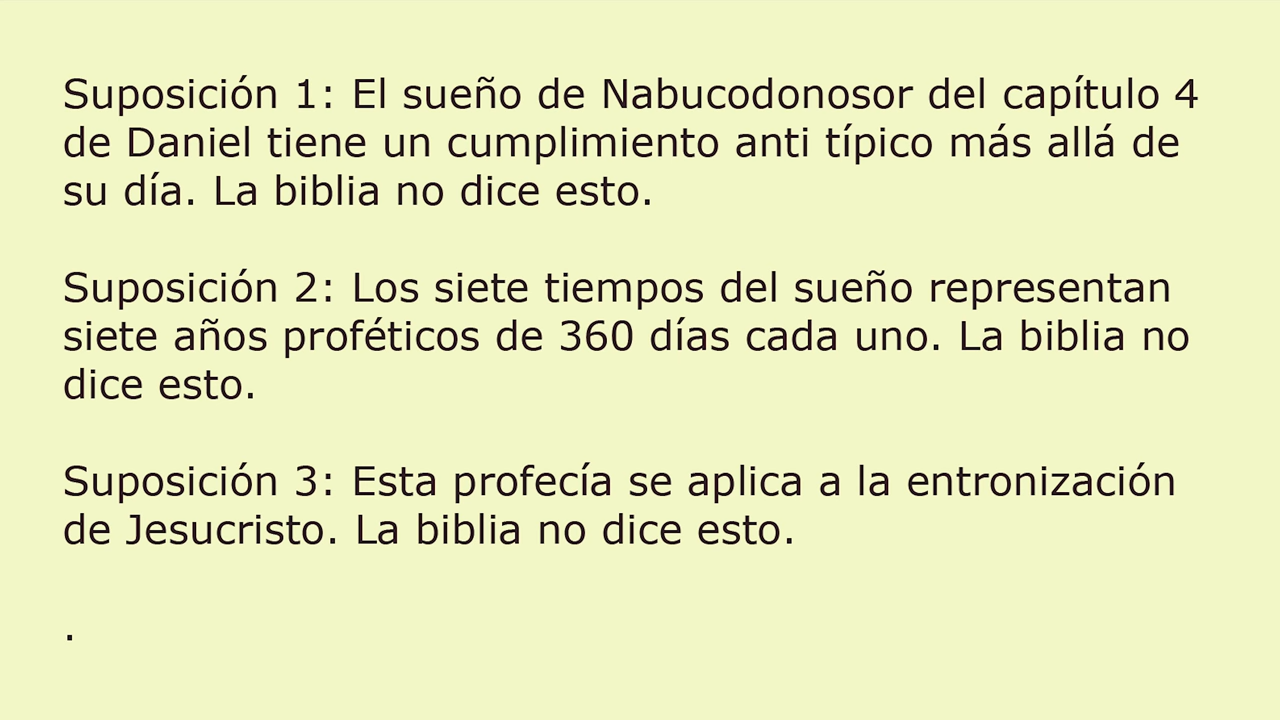 Suposición 1: El sueño de Nabucodonosor del capítulo 4
de Daniel tiene un cumplimiento anti típico más allá de
su día. La biblia no dice esto.
Suposición 2: Los siete tiempos del sueño representan
siete años proféticos de 360 días cada uno. La biblia no
dice esto.
Suposición 3: Esta profecía se aplica a la entronización
de Jesucristo. La biblia no dice esto.
.